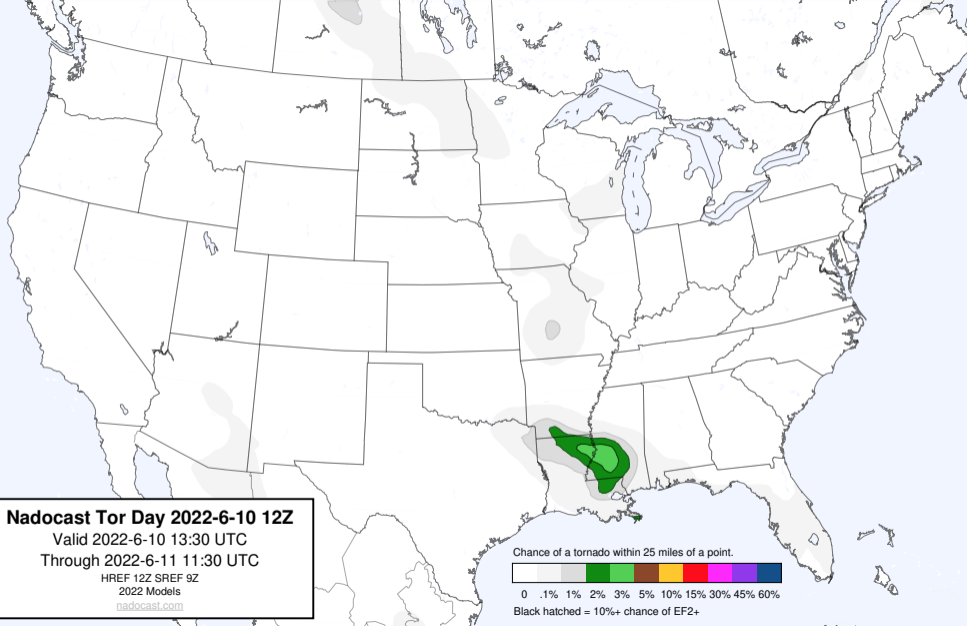 Nadocast Tor Day 2022-6-10 12Z
Valid 2022-6-10 13:30 UTC
Through 2022-6-11 11:30 UTC
HREF 12Z SREF 9Z
2022 Models
nadocast.com
Chance of a tornado within 25 miles of a point.
0 .1% 1% 2% 3% 5% 10% 15% 30% 45% 60%
Black hatched = 10%+ chance of EF2+